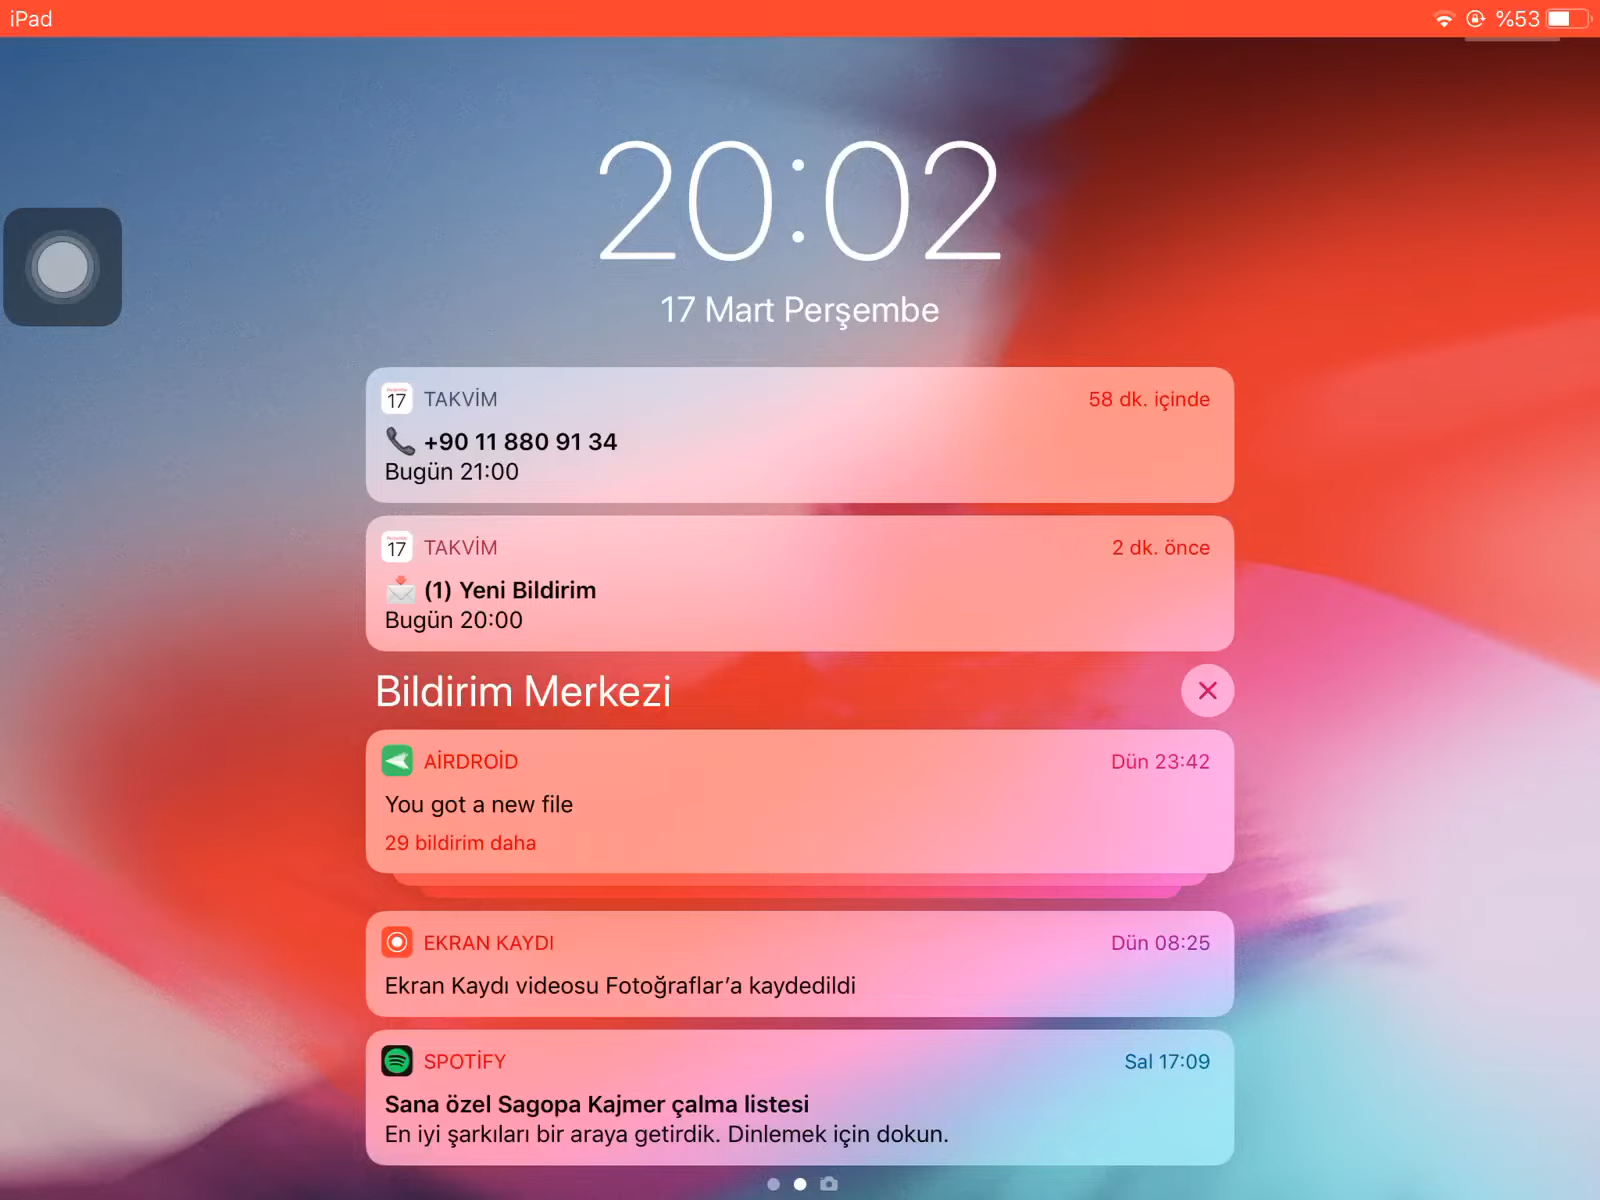 iPad
%53
20:02
17 Mart Perşembe
17 TAKVİM 58 dk. içinde
📞 +90 11 880 91 34
Bugün 21:00
17 TAKVİM 2 dk. önce
📩 (1) Yeni Bildirim
Bugün 20:00
Bildirim Merkezi
AİRDROİD Dün 23:42
You got a new file
29 bildirim daha
EKRAN KAYDI Dün 08:25
Ekran Kaydı videosu Fotoğraflar’a kaydedildi
SPOTİFY Sal 17:09
Sana özel Sagopa Kajmer çalma listesi
En iyi şarkıları bir araya getirdik. Dinlemek için dokun.